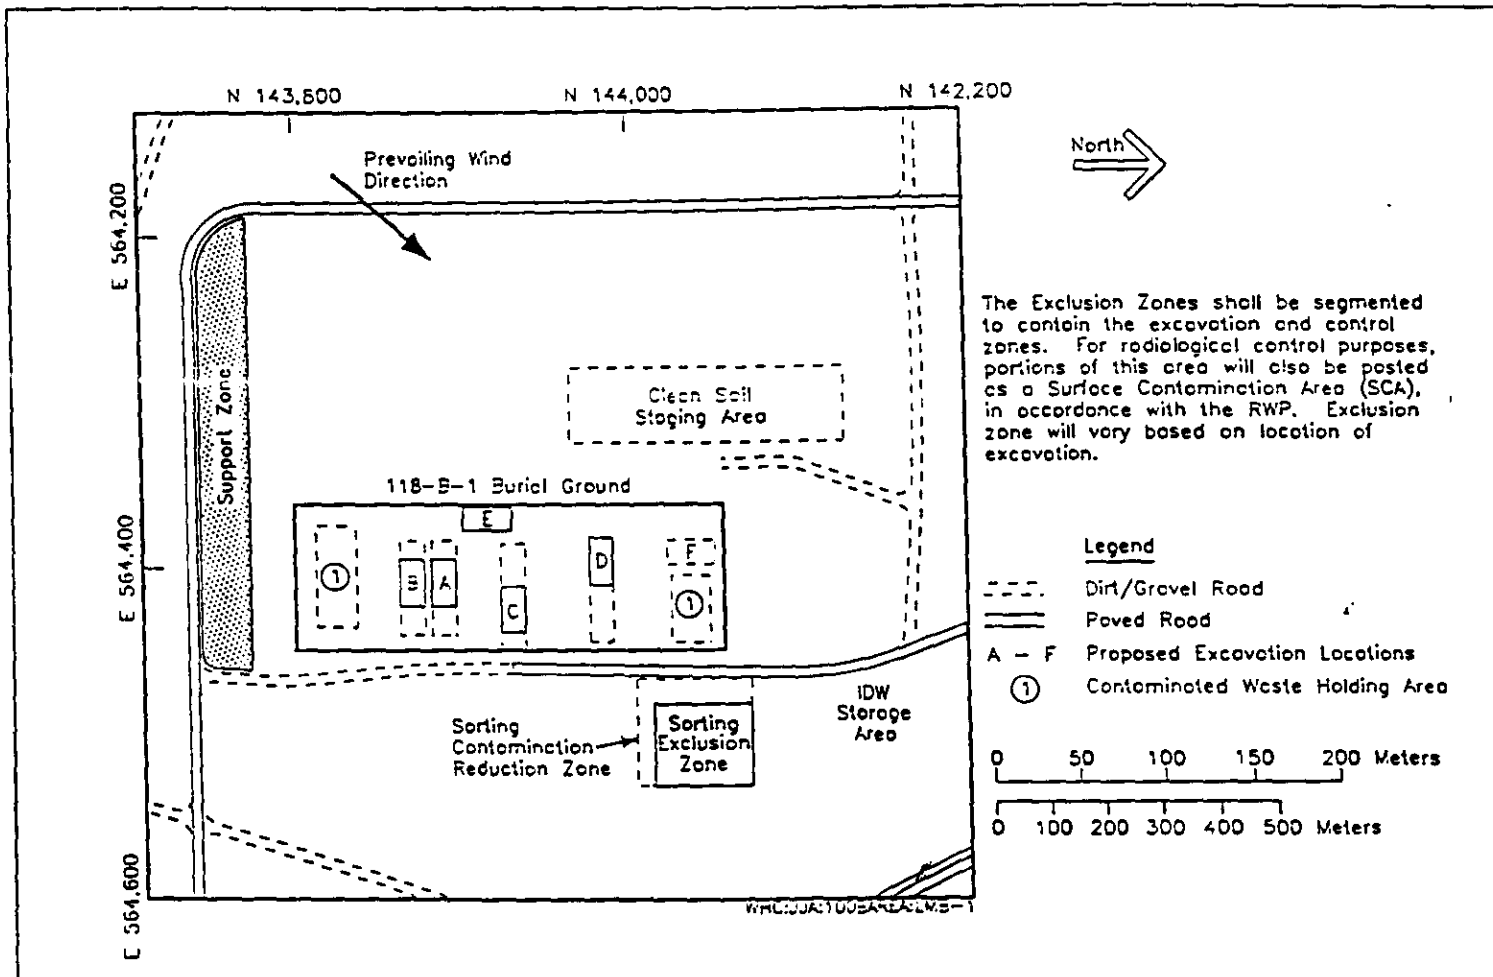 N 143,800
N 144,000
N 142,200
North
Prevailing Wind
Direction
E 564,200
E 564,400
E 564,600
Support Zone
The Exclusion Zones shall be segmented
to contain the excavation and control
zones. For radiological control purposes,
portions of this area will also be posted
as a Surface Contamination Area (SCA),
in accordance with the RWP. Exclusion
zone will vary based on location of
excavation.
Clean Soil
Staging Area
118-B-1 Burial Ground
E
1
B
A
C
D
F
1
Legend
Dirt/Gravel Road
Paved Road
A - F Proposed Excavation Locations
1 Contaminated Waste Holding Area
Sorting
Contamination
Reduction Zone
Sorting
Exclusion
Zone
IDW
Storage
Area
0 50 100 150 200 Meters
0 100 200 300 400 500 Meters